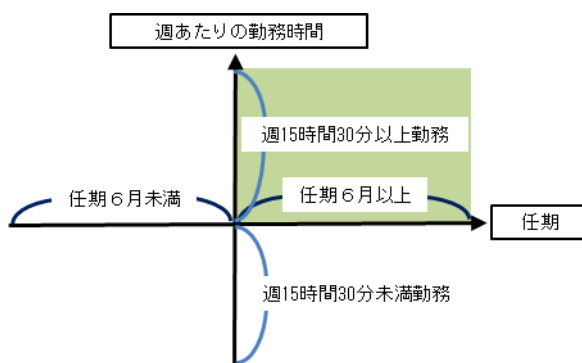 週あたりの勤務時間
週15時間30分以上勤務
任期６月未満
任期６月以上
任期
週15時間30分未満勤務